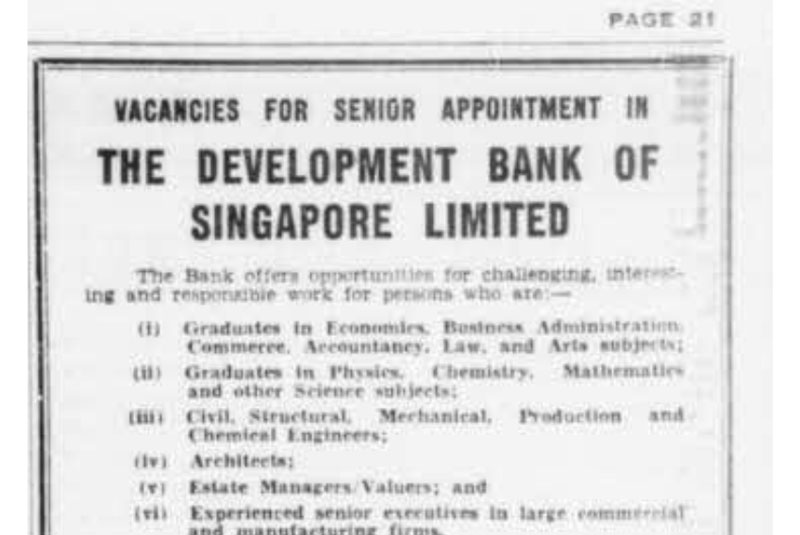 PAGE 21
VACANCIES FOR SENIOR APPOINTMENT IN
THE DEVELOPMENT BANK OF
SINGAPORE LIMITED
The Bank offers opportunities for challenging, interest-
ing and responsible work for persons who are:—
(i) Graduates in Economics, Business Administration,
Commerce, Accountancy, Law, and Arts subjects;
(ii) Graduates in Physics, Chemistry, Mathematics
and other Science subjects;
(iii) Civil, Structural, Mechanical, Production and
Chemical Engineers;
(iv) Architects;
(v) Estate Managers/Valuers; and
(vi) Experienced senior executives in large commercial
and manufacturing firms.